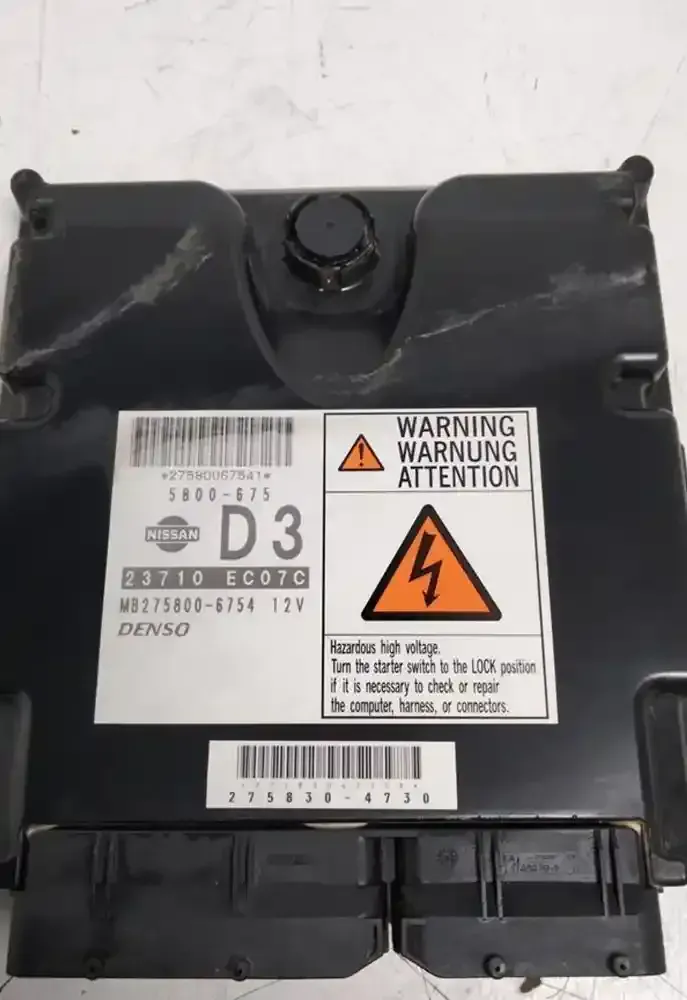 *2758006754​1*
5800-675
NISSAN
D3
23710 EC07C
MB275800-6754 12V
DENSO
WARNING
WARNUNG
ATTENTION
Hazardous high voltage.
Turn the starter switch to the LOCK position
if it is necessary to check or repair
the computer, harness, or connectors.
275830-4730